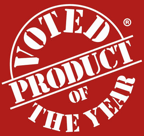 VOTED ®
PRODUCT
OF
THE YEAR